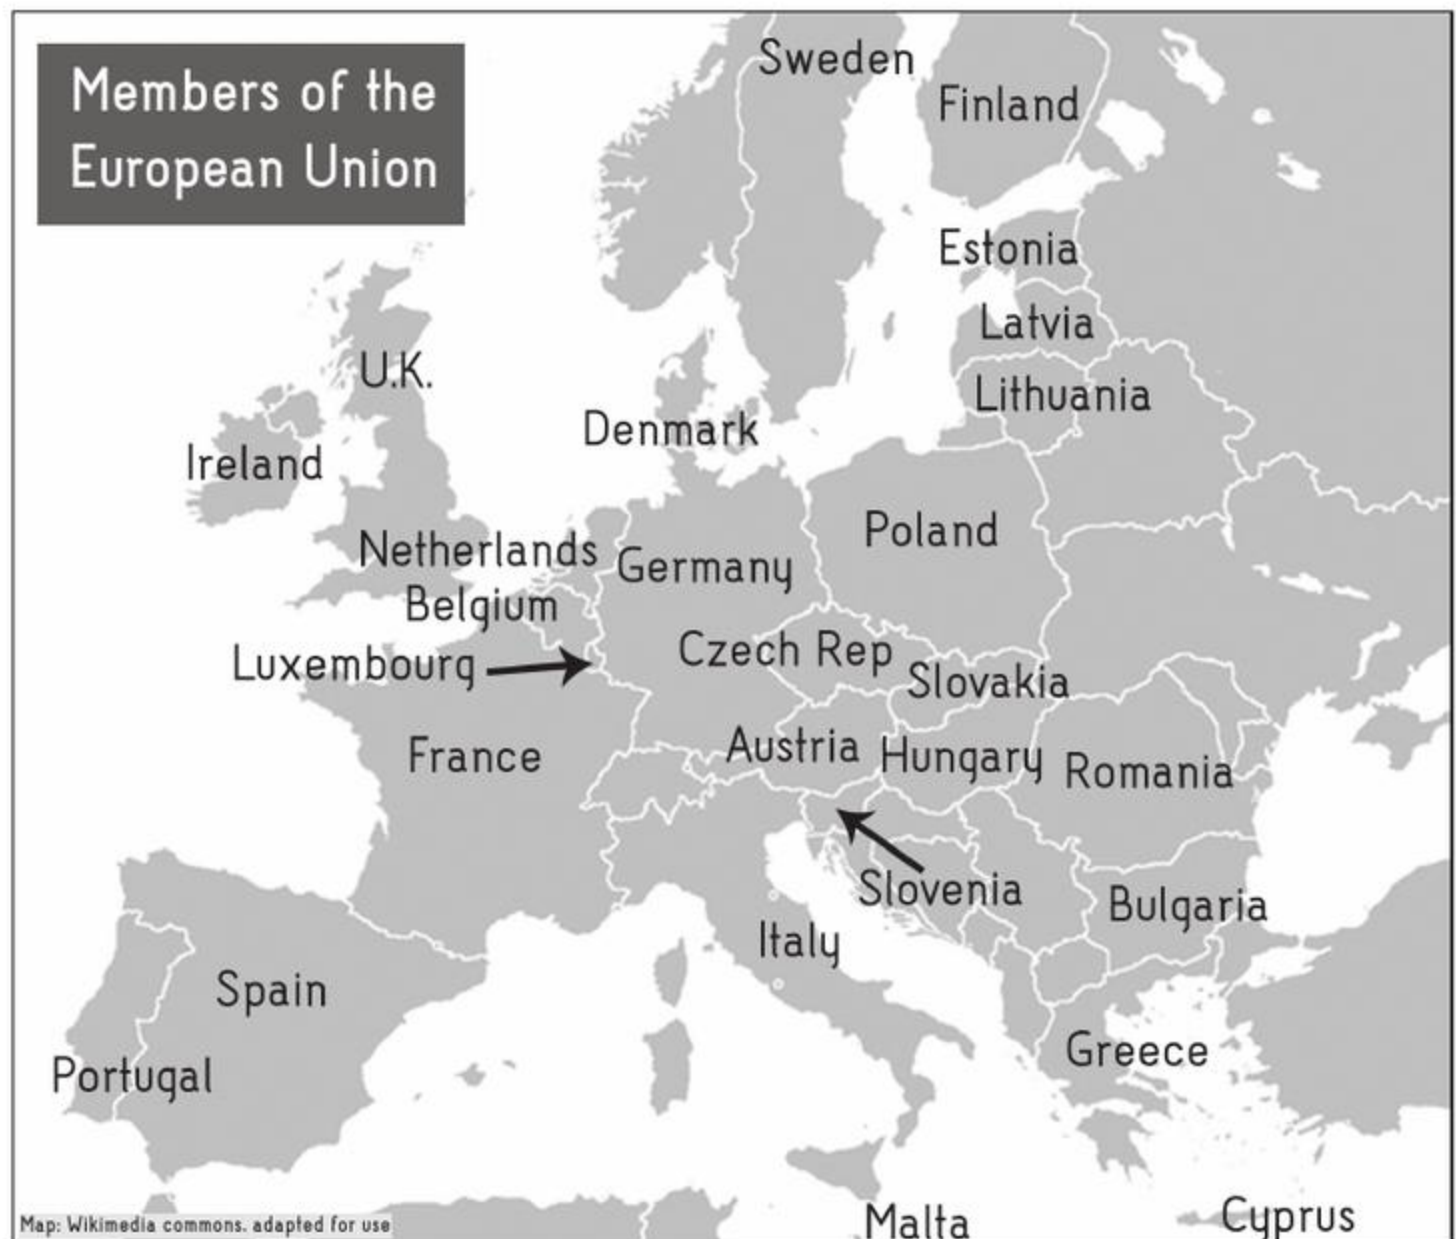 Members of the
European Union
Sweden
Finland
Estonia
Latvia
Lithuania
U.K.
Denmark
Ireland
Poland
Netherlands
Germany
Belgium
Czech Rep
Luxembourg
Slovakia
France
Austria
Hungary
Romania
Slovenia
Bulgaria
Italy
Spain
Greece
Portugal
Malta
Cyprus
Map: Wikimedia commons. adapted for use